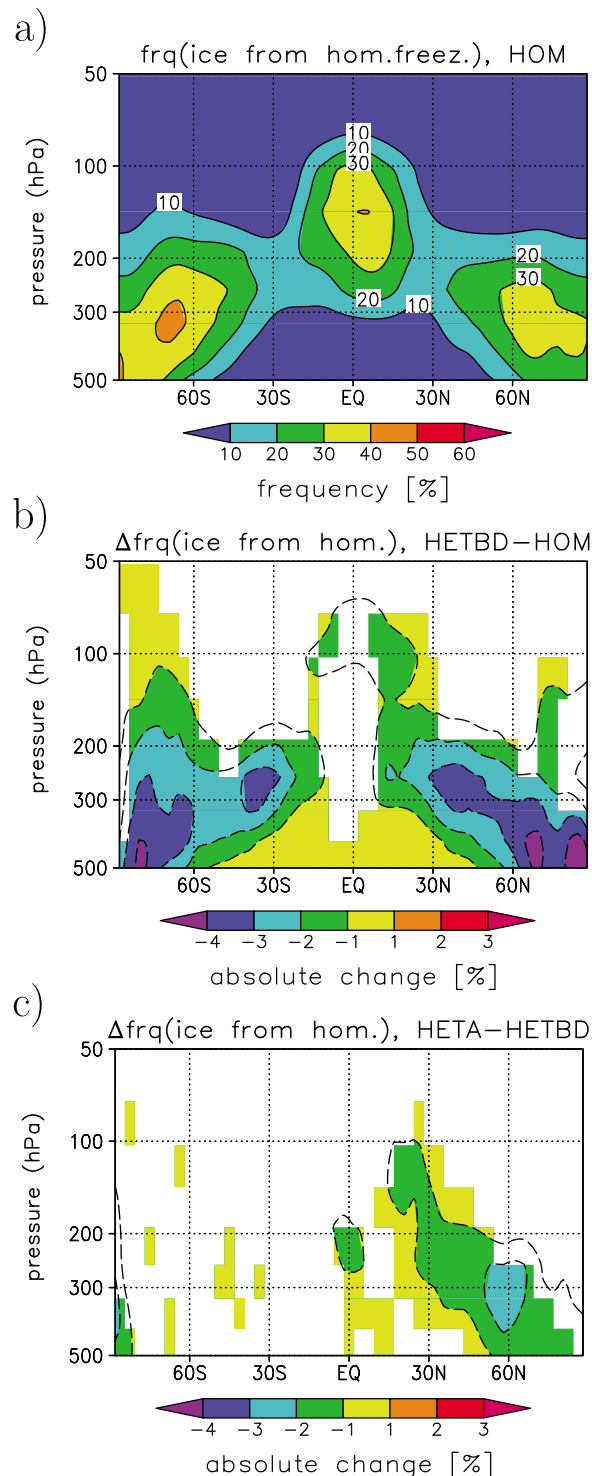 a)
frq(ice from hom.freez.), HOM
50
100
200
300
500
pressure (hPa)
10
20
30
10
20
30
20
10
60S 30S EQ 30N 60N
10 20 30 40 50 60
frequency [%]
b)
Δfrq(ice from hom.), HETBD−HOM
50
100
200
300
500
pressure (hPa)
60S 30S EQ 30N 60N
−4 −3 −2 −1 1 2 3
absolute change [%]
c)
Δfrq(ice from hom.), HETA−HETBD
50
100
200
300
500
pressure (hPa)
60S 30S EQ 30N 60N
−4 −3 −2 −1 1 2 3
absolute change [%]